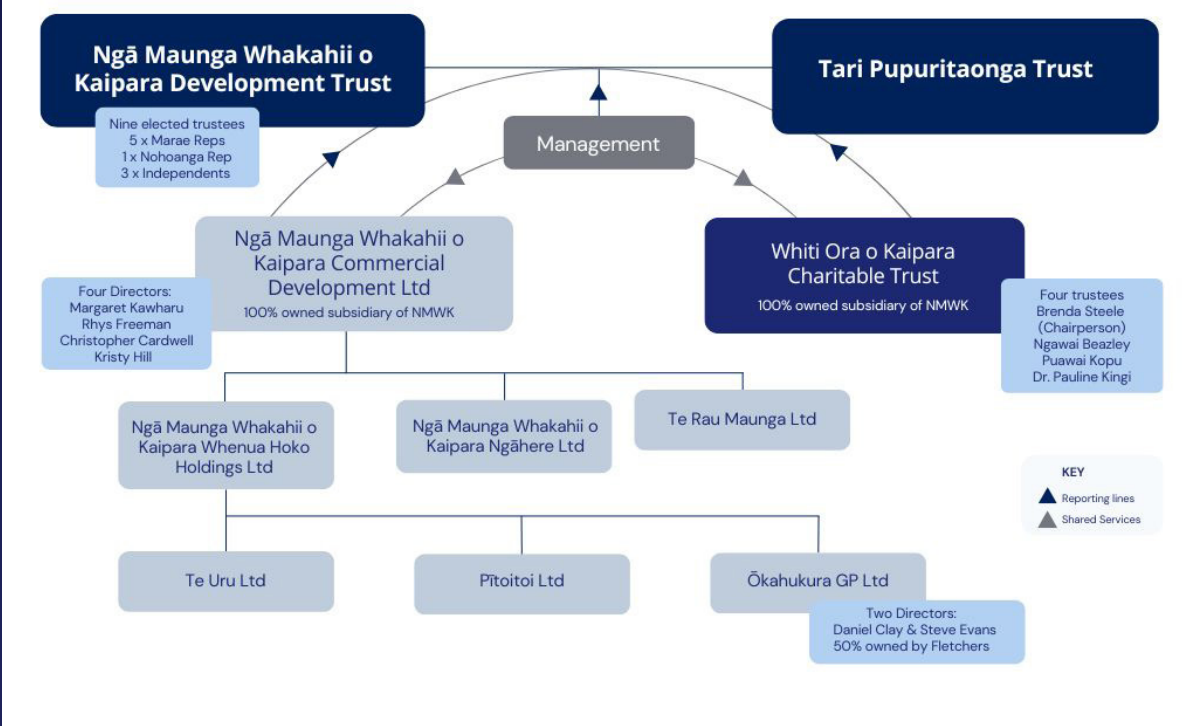 Ngā Maunga Whakahii o
Kaipara Development Trust
Tari Pupuritaonga Trust
Nine elected trustees
5 x Marae Reps
1 x Nohoanga Rep
3 x Independents
Management
Ngā Maunga Whakahii o
Kaipara Commercial
Development Ltd
100% owned subsidiary of NMWK
Whiti Ora o Kaipara
Charitable Trust
100% owned subsidiary of NMWK
Four Directors:
Margaret Kawharu
Rhys Freeman
Christopher Cardwell
Kristy Hill
Four trustees
Brenda Steele
(Chairperson)
Ngawai Beazley
Puawai Kopu
Dr. Pauline Kingi
Ngā Maunga Whakahii o
Kaipara Whenua Hoko
Holdings Ltd
Ngā Maunga Whakahii o
Kaipara Ngāhere Ltd
Te Rau Maunga Ltd
KEY
Reporting lines
Shared Services
Te Uru Ltd
Pītoitoi Ltd
Ōkahukura GP Ltd
Two Directors:
Daniel Clay & Steve Evans
50% owned by Fletchers